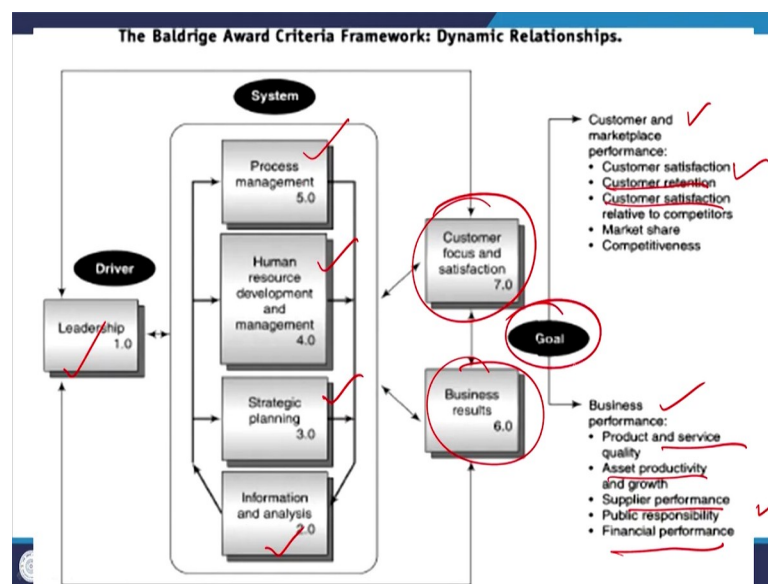 The Baldrige Award Criteria Framework: Dynamic Relationships.
System
Process
management
5.0
Human
resource
development
and
management
4.0
Strategic
planning
3.0
Information
and analysis
2.0
Driver
Leadership
1.0
Customer
focus and
satisfaction
7.0
Business
results
6.0
Goal
Customer and
marketplace
performance:
• Customer satisfaction
• Customer retention
• Customer satisfaction
relative to competitors
• Market share
• Competitiveness
Business
performance:
• Product and service
quality
• Asset productivity
and growth
• Supplier performance
• Public responsibility
• Financial performance